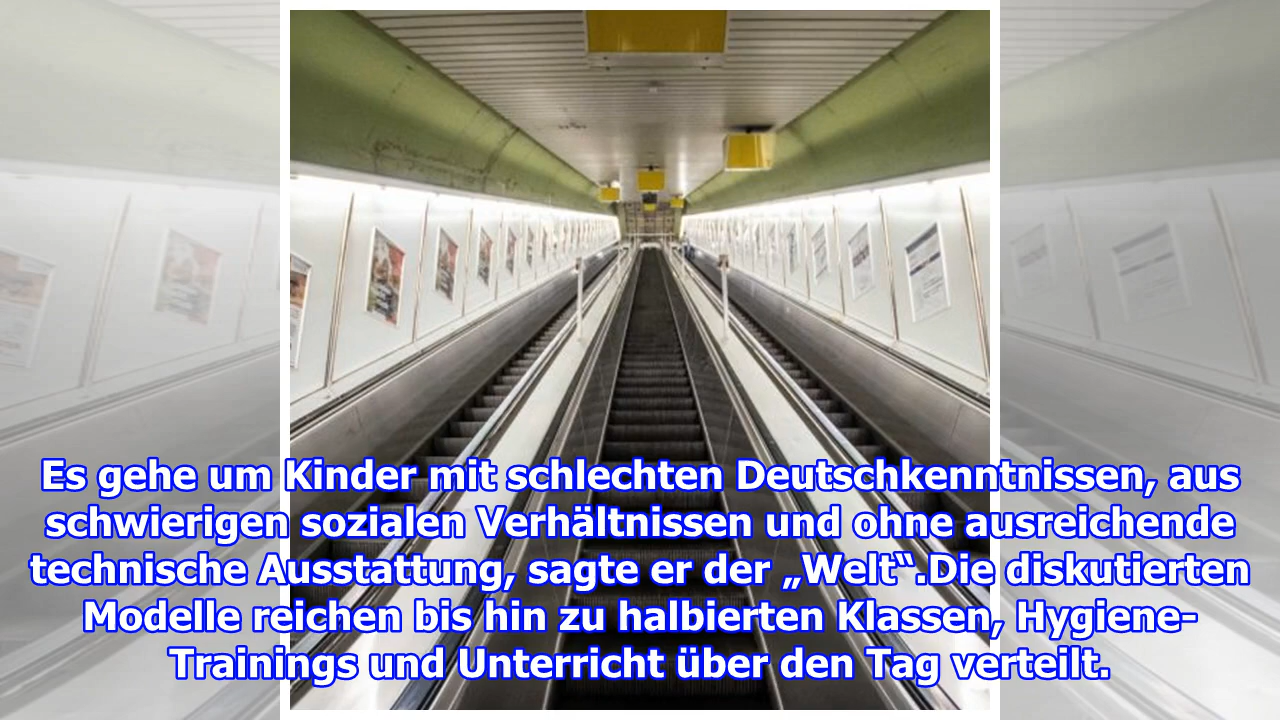 Es gehe um Kinder mit schlechten Deutschkenntnissen, aus
schwierigen sozialen Verhältnissen und ohne ausreichende
technische Ausstattung, sagte er der „Welt“.Die diskutierten
Modelle reichen bis hin zu halbierten Klassen, Hygiene-
Trainings und Unterricht über den Tag verteilt.